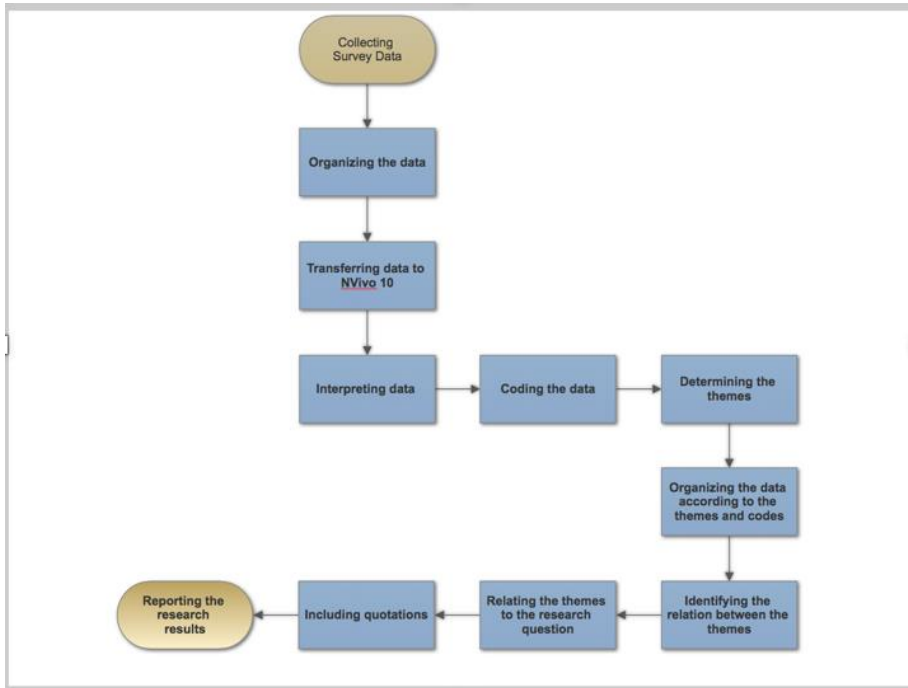 Collecting
Survey Data
Organizing the data
Transferring data to
NVivo 10
Interpreting data
Coding the data
Determining the
themes
Organizing the data
according to the
themes and codes
Identifying the
relation between the
themes
Relating the themes
to the research
question
Including quotations
Reporting the
research
results